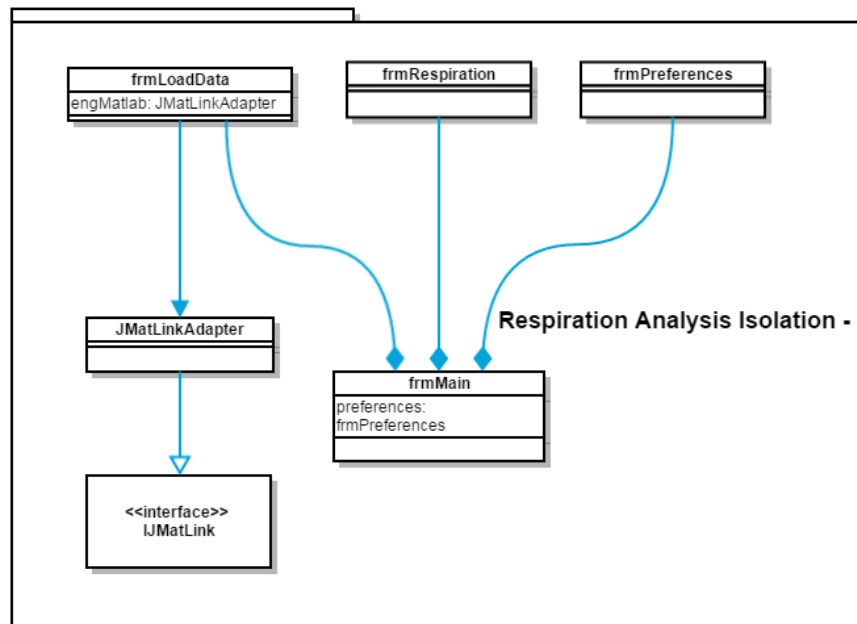 frmLoadData
engMatlab: JMatLinkAdapter
frmRespiration
frmPreferences
JMatLinkAdapter
Respiration Analysis Isolation -
frmMain
preferences:
frmPreferences
<<interface>>
IJMatLink